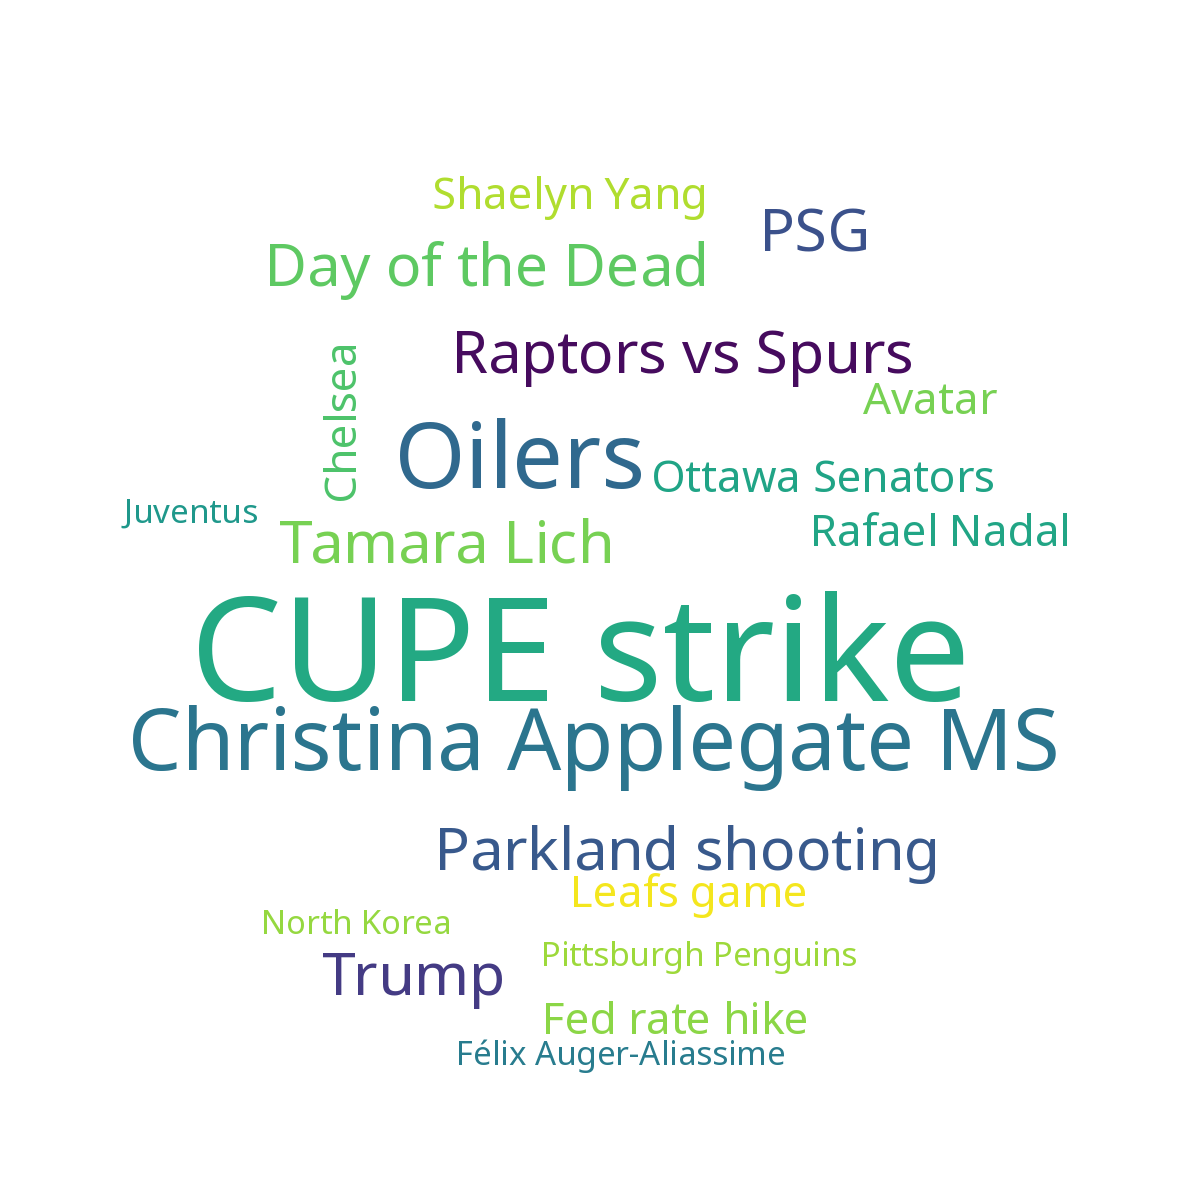 Shaelyn Yang
PSG
Day of the Dead
Raptors vs Spurs
Chelsea
Avatar
Oilers
Ottawa Senators
Juventus
Rafael Nadal
Tamara Lich
CUPE strike
Christina Applegate MS
Parkland shooting
Leafs game
North Korea
Pittsburgh Penguins
Trump
Fed rate hike
Félix Auger-Aliassime